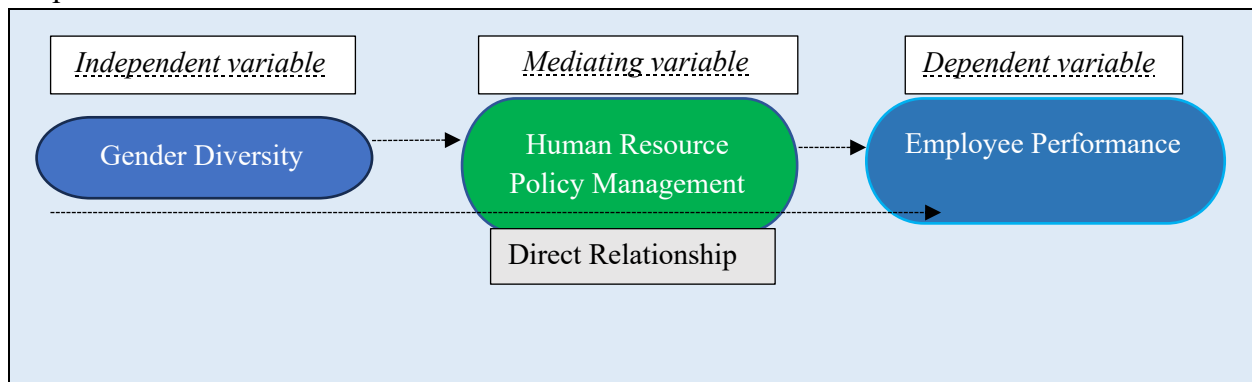 Independent variable
Mediating variable
Dependent variable
Gender Diversity
Human Resource
Policy Management
Employee Performance
Direct Relationship